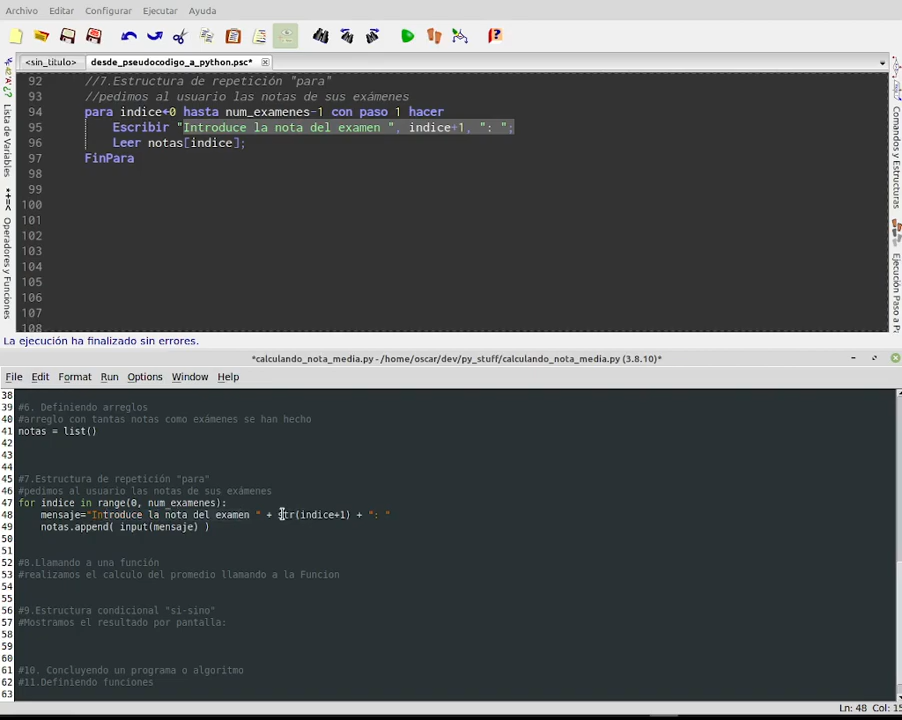 Archivo Editar Configurar Ejecutar Ayuda
<sin_titulo> desde_pseudocodigo_a_python.psc*
Lista de Variables
Operadores y Funciones
92 //7.Estructura de repetición "para"
93 //pedimos al usuario las notas de sus exámenes
94 para indice←0 hasta num_examenes-1 con paso 1 hacer
95 Escribir "Introduce la nota del examen ", indice+1, ": ";
96 Leer notas[indice];
97 FinPara
98
99
100
101
102
103
104
105
106
107
108
Comandos y Estructuras
Ejecución Paso a P
La ejecución ha finalizado sin errores.
*calculando_nota_media.py - /home/oscar/dev/py_stuff/calculando_nota_media.py (3.8.10)*
File Edit Format Run Options Window Help
38
39 #6. Definiendo arreglos
40 #arreglo con tantas notas como exámenes se han hecho
41 notas = list()
42
43
44
45 #7.Estructura de repetición "para"
46 #pedimos al usuario las notas de sus exámenes
47 for indice in range(0, num_examenes):
48 mensaje="Introduce la nota del examen " + str(indice+1) + ": "
49 notas.append( input(mensaje) )
50
51
52 #8.Llamando a una función
53 #realizamos el calculo del promedio llamando a la Funcion
54
55
56 #9.Estructura condicional "si-sino"
57 #Mostramos el resultado por pantalla:
58
59
60
61 #10. Concluyendo un programa o algoritmo
62 #11.Definiendo funciones
63
Ln: 48 Col: 15